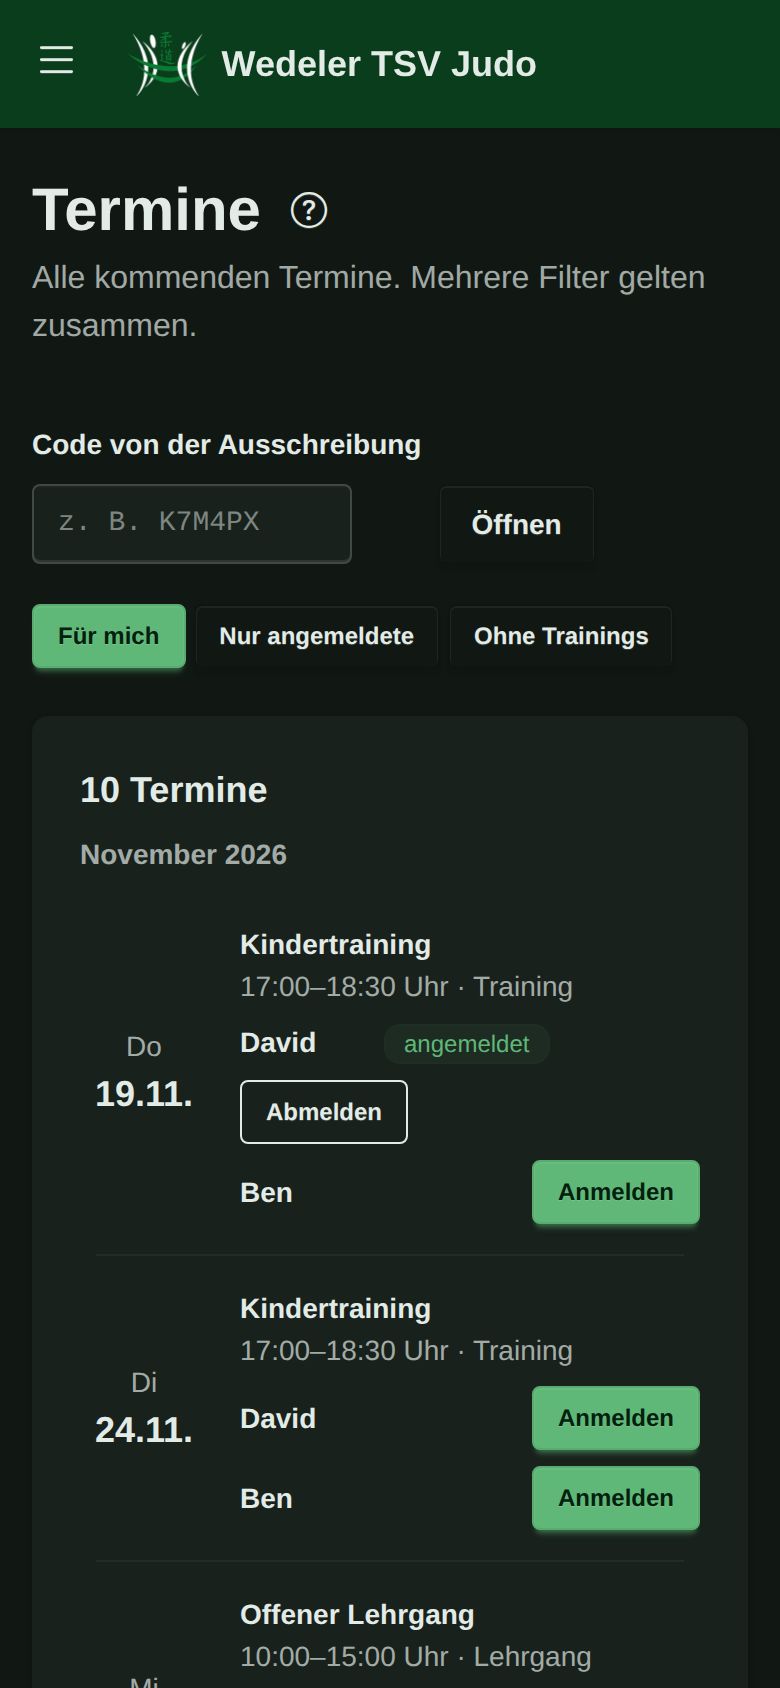 柔道
Wedeler TSV Judo
Termine ?
Alle kommenden Termine. Mehrere Filter gelten
zusammen.
Code von der Ausschreibung
z. B. K7M4PX
Öffnen
Für mich
Nur angemeldete
Ohne Trainings
10 Termine
November 2026
Do
19.11.
Kindertraining
17:00–18:30 Uhr · Training
David
angemeldet
Abmelden
Ben
Anmelden
Di
24.11.
Kindertraining
17:00–18:30 Uhr · Training
David
Anmelden
Ben
Anmelden
Mi
Offener Lehrgang
10:00–15:00 Uhr · Lehrgang